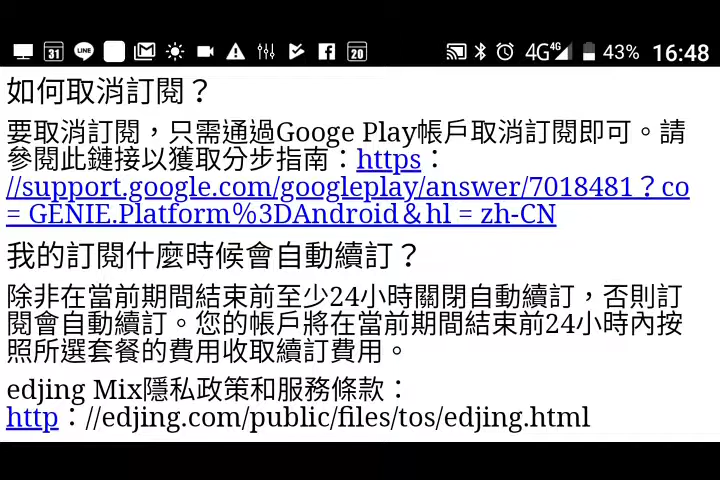 31 LINE 20 4G 4G 43% 16:48
如何取消訂閱？
要取消訂閱，只需通過Googe Play帳戶取消訂閱即可。請
參閱此鏈接以獲取分步指南：https：
//support.google.com/googleplay/answer/7018481？co
= GENIE.Platform％3DAndroid＆hl = zh-CN
我的訂閱什麼時候會自動續訂？
除非在當前期間結束前至少24小時關閉自動續訂，否則訂
閱會自動續訂。您的帳戶將在當前期間結束前24小時內按
照所選套餐的費用收取續訂費用。
edjing Mix隱私政策和服務條款：
http：//edjing.com/public/files/tos/edjing.html